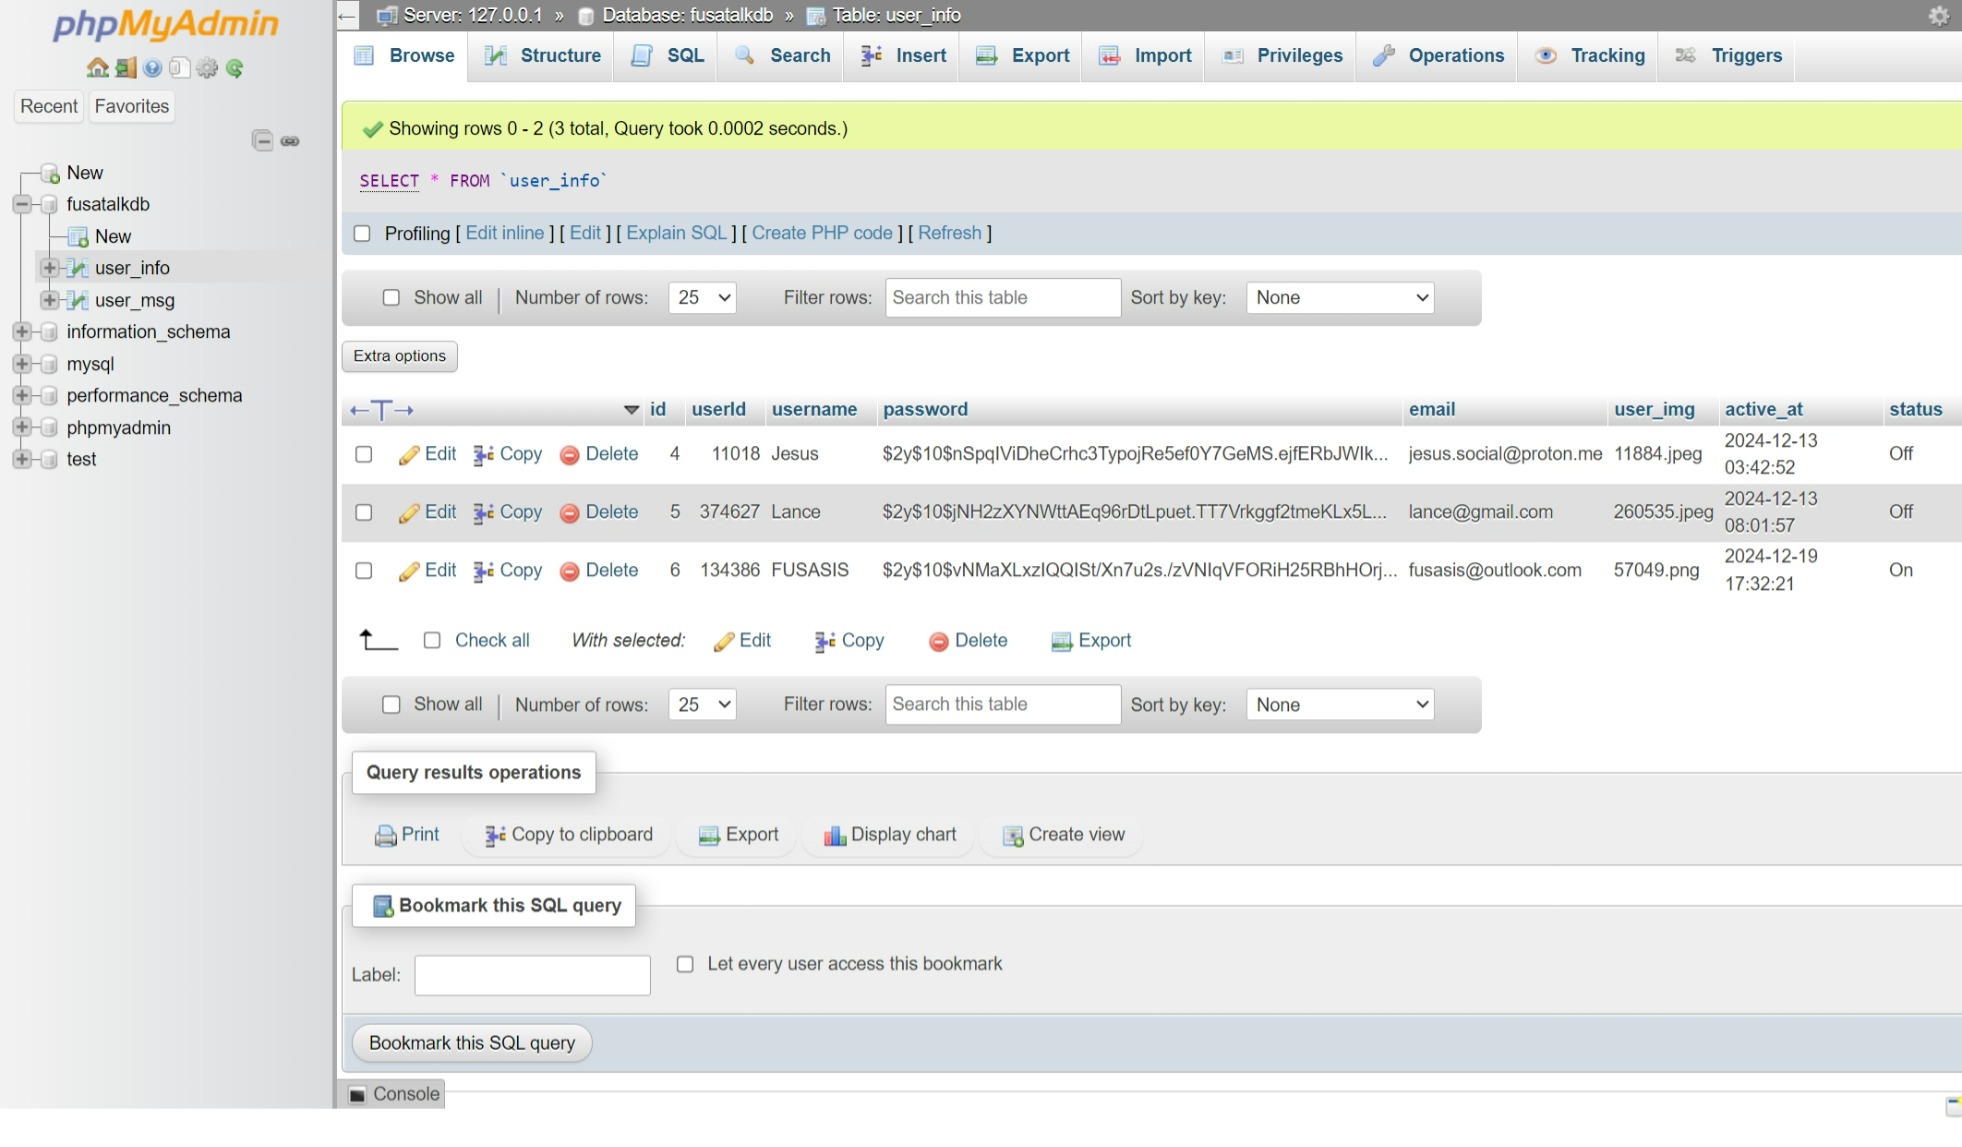 phpMyAdmin
Recent Favorites
New
fusatalkdb
New
user_info
user_msg
information_schema
mysql
performance_schema
phpmyadmin
test
Server: 127.0.0.1 » Database: fusatalkdb » Table: user_info
Browse Structure SQL Search Insert Export Import Privileges Operations Tracking Triggers
Showing rows 0 - 2 (3 total, Query took 0.0002 seconds.)
SELECT * FROM `user_info`
Profiling [ Edit inline ] [ Edit ] [ Explain SQL ] [ Create PHP code ] [ Refresh ]
Show all Number of rows: 25 Filter rows: Search this table Sort by key: None
Extra options
←T→ id userId username password email user_img active_at status
Edit Copy Delete 4 11018 Jesus $2y$10$nSpqIViDheCrhc3TypojRe5ef0Y7GeMS.ejfERbJWIk... jesus.social@proton.me 11884.jpeg 2024-12-13 03:42:52 Off
Edit Copy Delete 5 374627 Lance $2y$10$jNH2zXYNWttAEq96rDtLpuet.TT7Vrkggf2tmeKLx5L... lance@gmail.com 260535.jpeg 2024-12-13 08:01:57 Off
Edit Copy Delete 6 134386 FUSASIS $2y$10$vNMaXLxzIQQISt/Xn7u2s./zVNIqVFORiH25RBhHOrj... fusasis@outlook.com 57049.png 2024-12-19 17:32:21 On
Check all With selected: Edit Copy Delete Export
Show all Number of rows: 25 Filter rows: Search this table Sort by key: None
Query results operations
Print Copy to clipboard Export Display chart Create view
Bookmark this SQL query
Label: Let every user access this bookmark
Bookmark this SQL query
Console